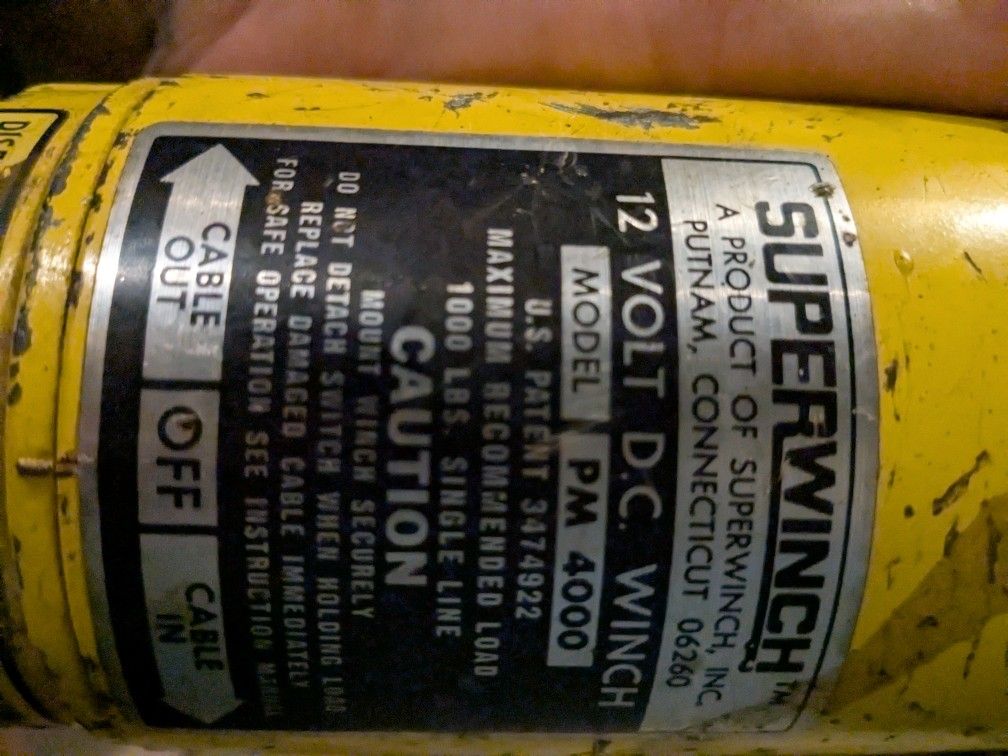 SUPERWINCH™
A PRODUCT OF SUPERWINCH, INC.
PUTNAM, CONNECTICUT 06260
12 VOLT D.C. WINCH
MODEL PM 4000
U.S. PATENT 3474922
MAXIMUM RECOMMENDED LOAD
1000 LBS. SINGLE LINE
CAUTION
MOUNT WINCH SECURELY
DO NOT DETACH SWITCH WHEN HOLDING LOAD
REPLACE DAMAGED CABLE IMMEDIATELY
FOR SAFE OPERATION SEE INSTRUCTION MANUAL
CABLE OUT OFF CABLE IN